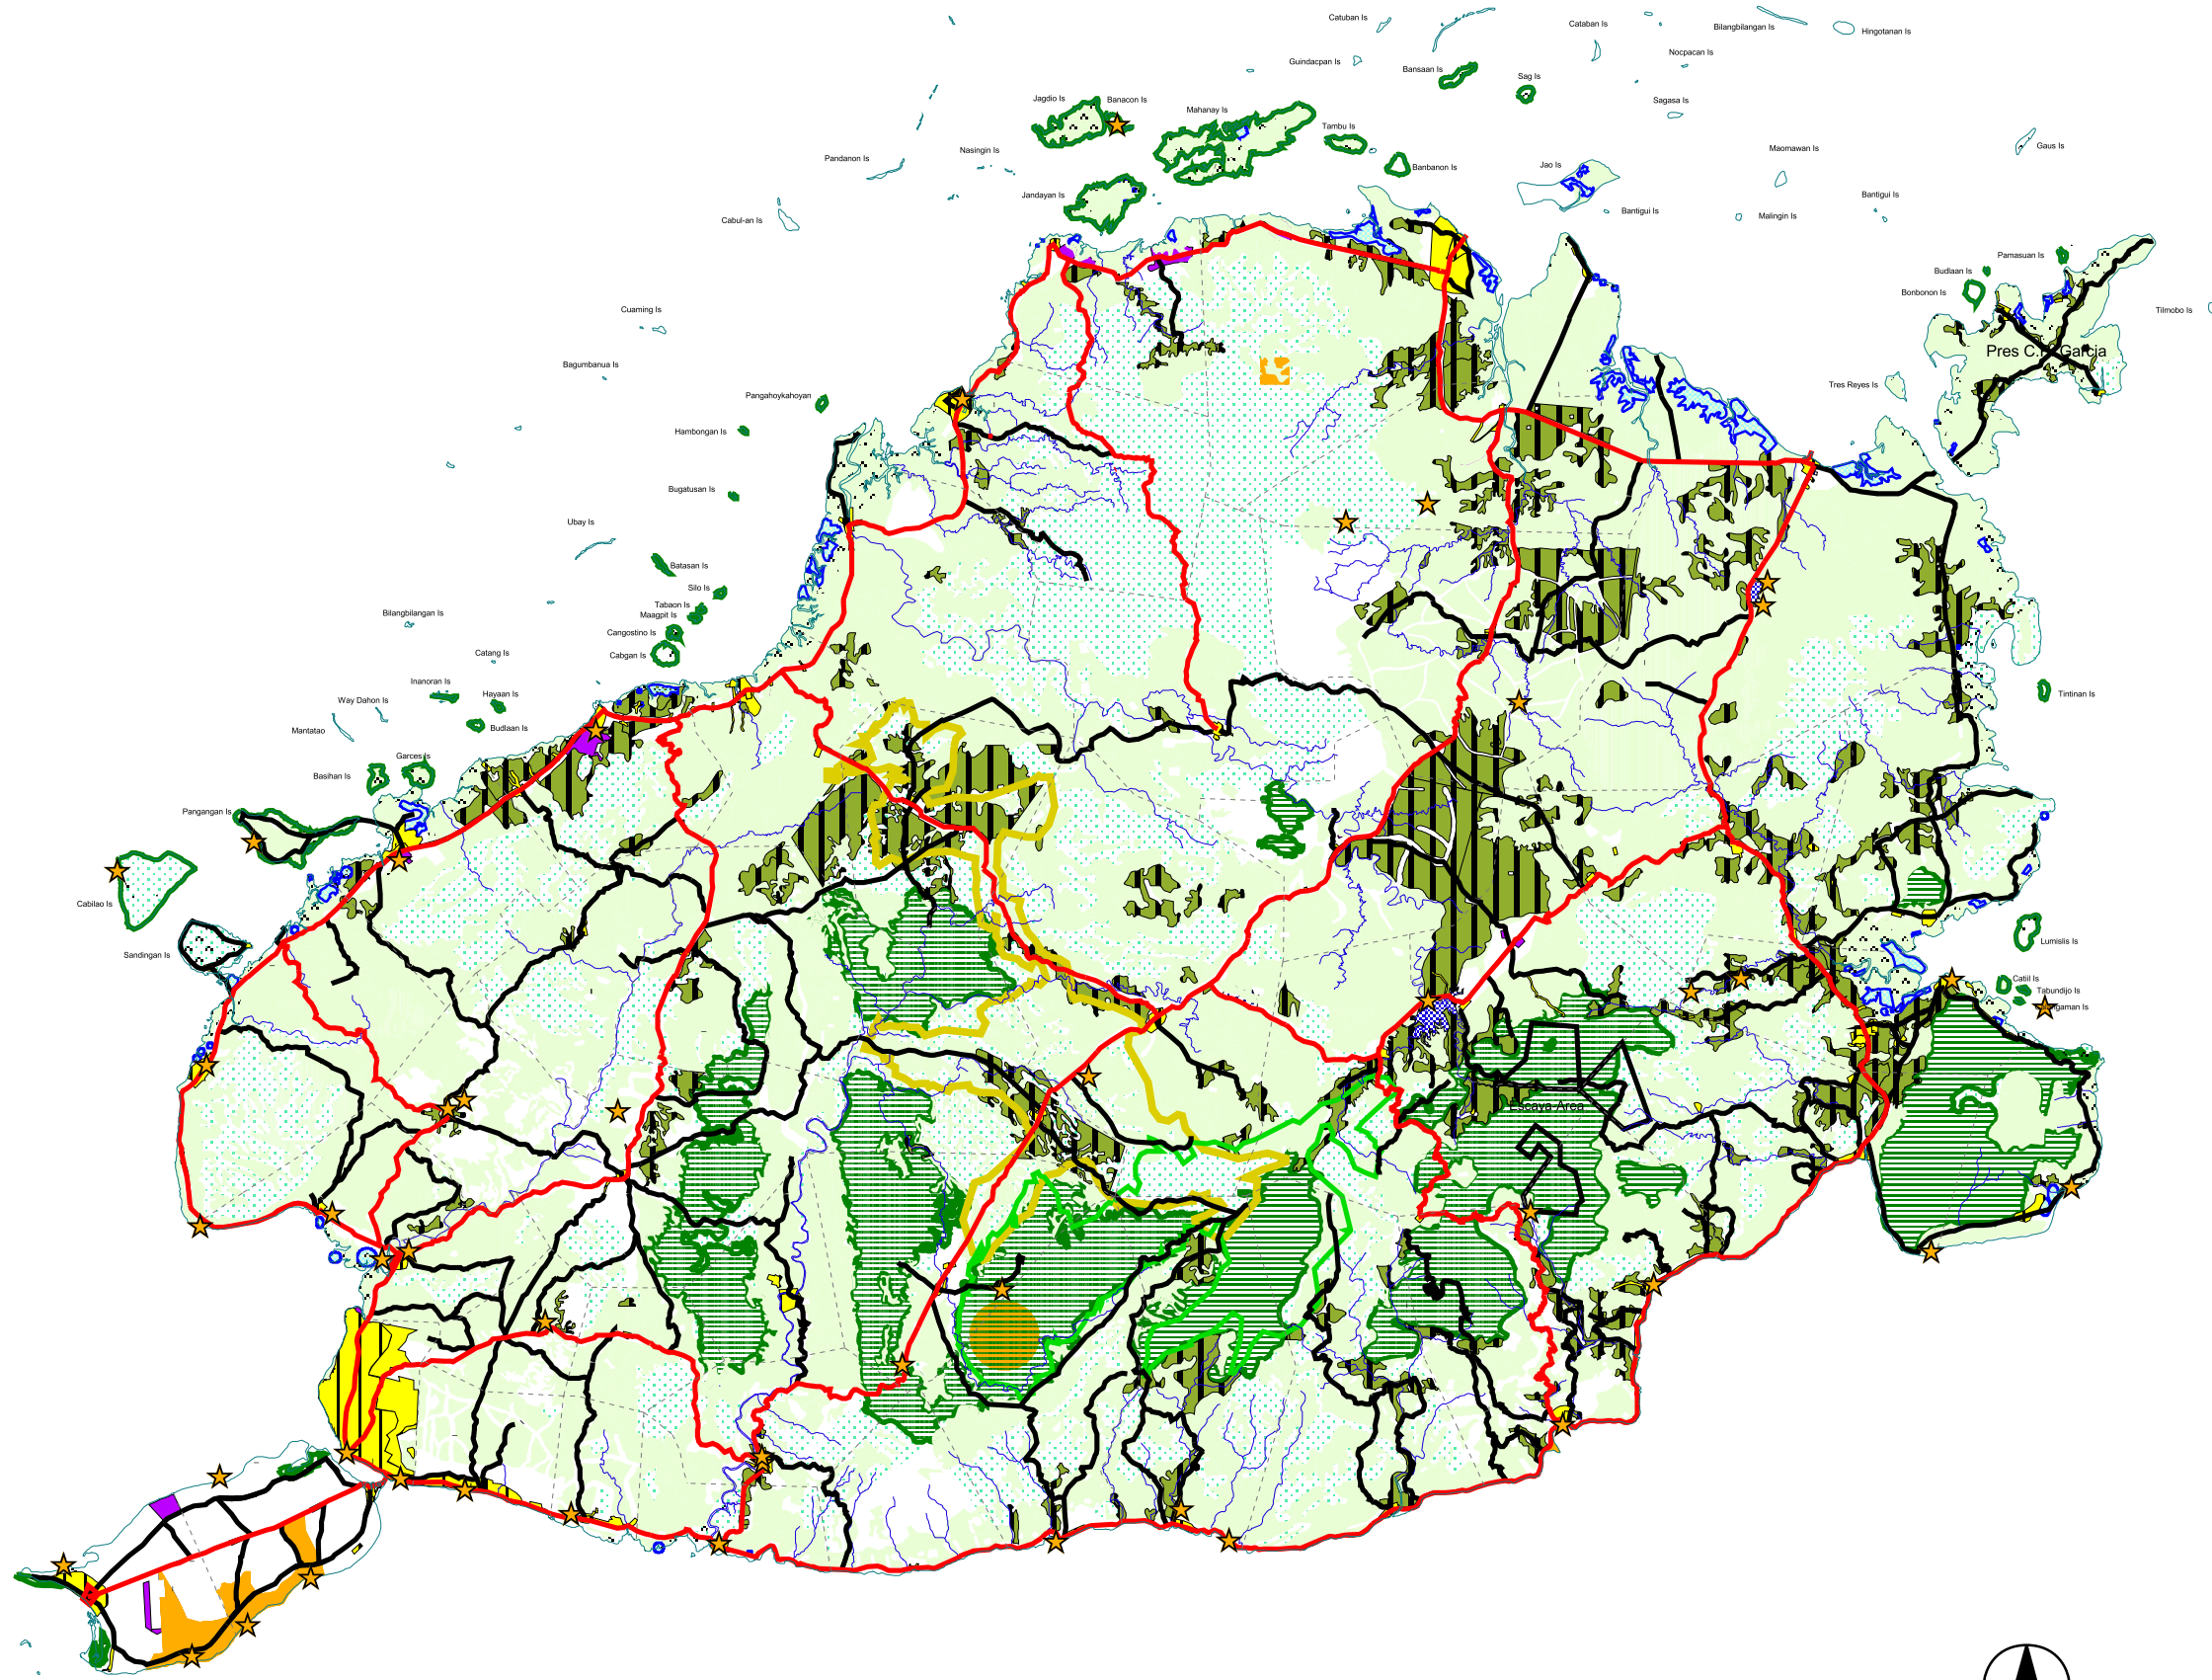 Catuban Is
Cataban Is
Bilangbilangan Is
Hingotanan Is
Nocpacan Is
Guindacpan Is
Bansaan Is
Sag Is
Jagdio Is
Banacon Is
Mahanay Is
Sagasa Is
Tambu Is
Gaus Is
Maomawan Is
Nasingin Is
Pandanon Is
Banbanon Is
Jao Is
Jandayan Is
Bantigui Is
Cabul-an Is
Bantigui Is
Malingin Is
Pamasuan Is
Budlaan Is
Bonbonon Is
Cuaming Is
Tilmobo Is
Pres C.P. Garcia
Bagumbanua Is
Tres Reyes Is
Pangahoykahoyan
Hambongan Is
Bugatusan Is
Ubay Is
Batasan Is
Silo Is
Tabaon Is
Maagpit Is
Bilangbilangan Is
Cangostino Is
Catang Is
Cabgan Is
Inanoran Is
Hayaan Is
Tintinan Is
Way Dahon Is
Mantatao
Budlaan Is
Garces Is
Basihan Is
Pangangan Is
Cabilao Is
Lumislis Is
Sandingan Is
Catiil Is
Tabundijo Is
Escaya Area